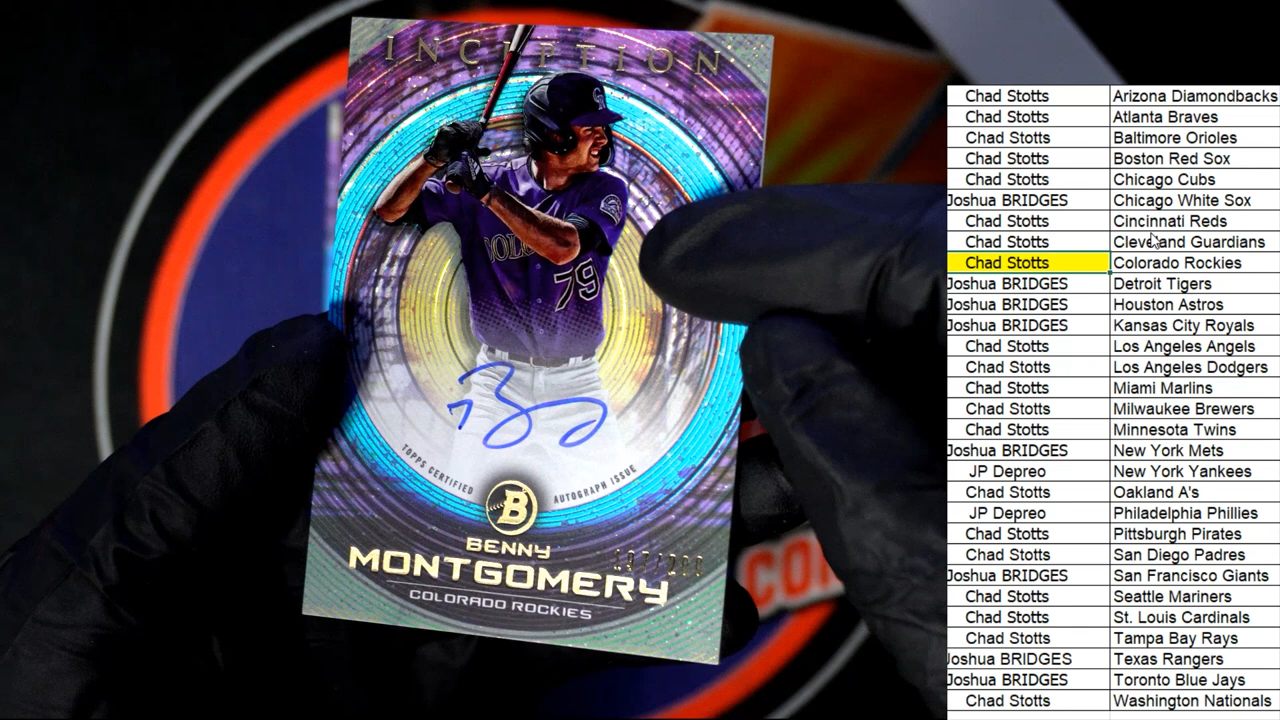 INCEPTION
COLO
79
TOPPS CERTIFIED
AUTOGRAPH ISSUE
B
BENNY
MONTGOMERY
COLORADO ROCKIES
COL
Chad Stotts Arizona Diamondbacks
Chad Stotts Atlanta Braves
Chad Stotts Baltimore Orioles
Chad Stotts Boston Red Sox
Chad Stotts Chicago Cubs
Joshua BRIDGES Chicago White Sox
Chad Stotts Cincinnati Reds
Chad Stotts Cleveland Guardians
Chad Stotts Colorado Rockies
Joshua BRIDGES Detroit Tigers
Joshua BRIDGES Houston Astros
Joshua BRIDGES Kansas City Royals
Chad Stotts Los Angeles Angels
Chad Stotts Los Angeles Dodgers
Chad Stotts Miami Marlins
Chad Stotts Milwaukee Brewers
Chad Stotts Minnesota Twins
Joshua BRIDGES New York Mets
JP Depreo New York Yankees
Chad Stotts Oakland A's
JP Depreo Philadelphia Phillies
Chad Stotts Pittsburgh Pirates
Chad Stotts San Diego Padres
Joshua BRIDGES San Francisco Giants
Chad Stotts Seattle Mariners
Chad Stotts St. Louis Cardinals
Chad Stotts Tampa Bay Rays
Joshua BRIDGES Texas Rangers
Joshua BRIDGES Toronto Blue Jays
Chad Stotts Washington Nationals